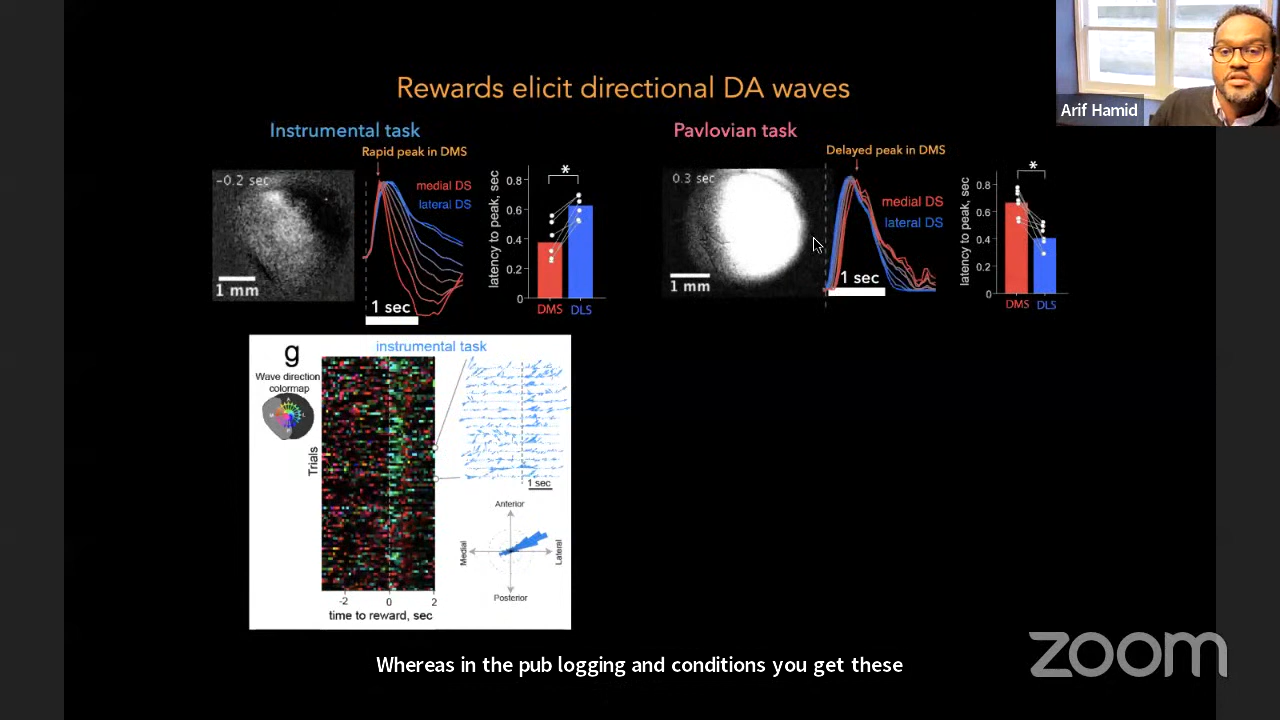 Arif Hamid
Rewards elicit directional DA waves
Instrumental task
Rapid peak in DMS
-0.2 sec
1 mm
medial DS
lateral DS
1 sec
latency to peak, sec
0.8
0.6
0.4
0.2
0
*
DMS DLS
Pavlovian task
Delayed peak in DMS
0.3 sec
1 mm
medial DS
lateral DS
1 sec
latency to peak, sec
0.8
0.6
0.4
0.2
0
*
DMS DLS
g
Wave direction
colormap
instrumental task
Trials
-2 0 2
time to reward, sec
1 sec
Anterior
Medial
Lateral
Posterior
Whereas in the pub logging and conditions you get these
zoom